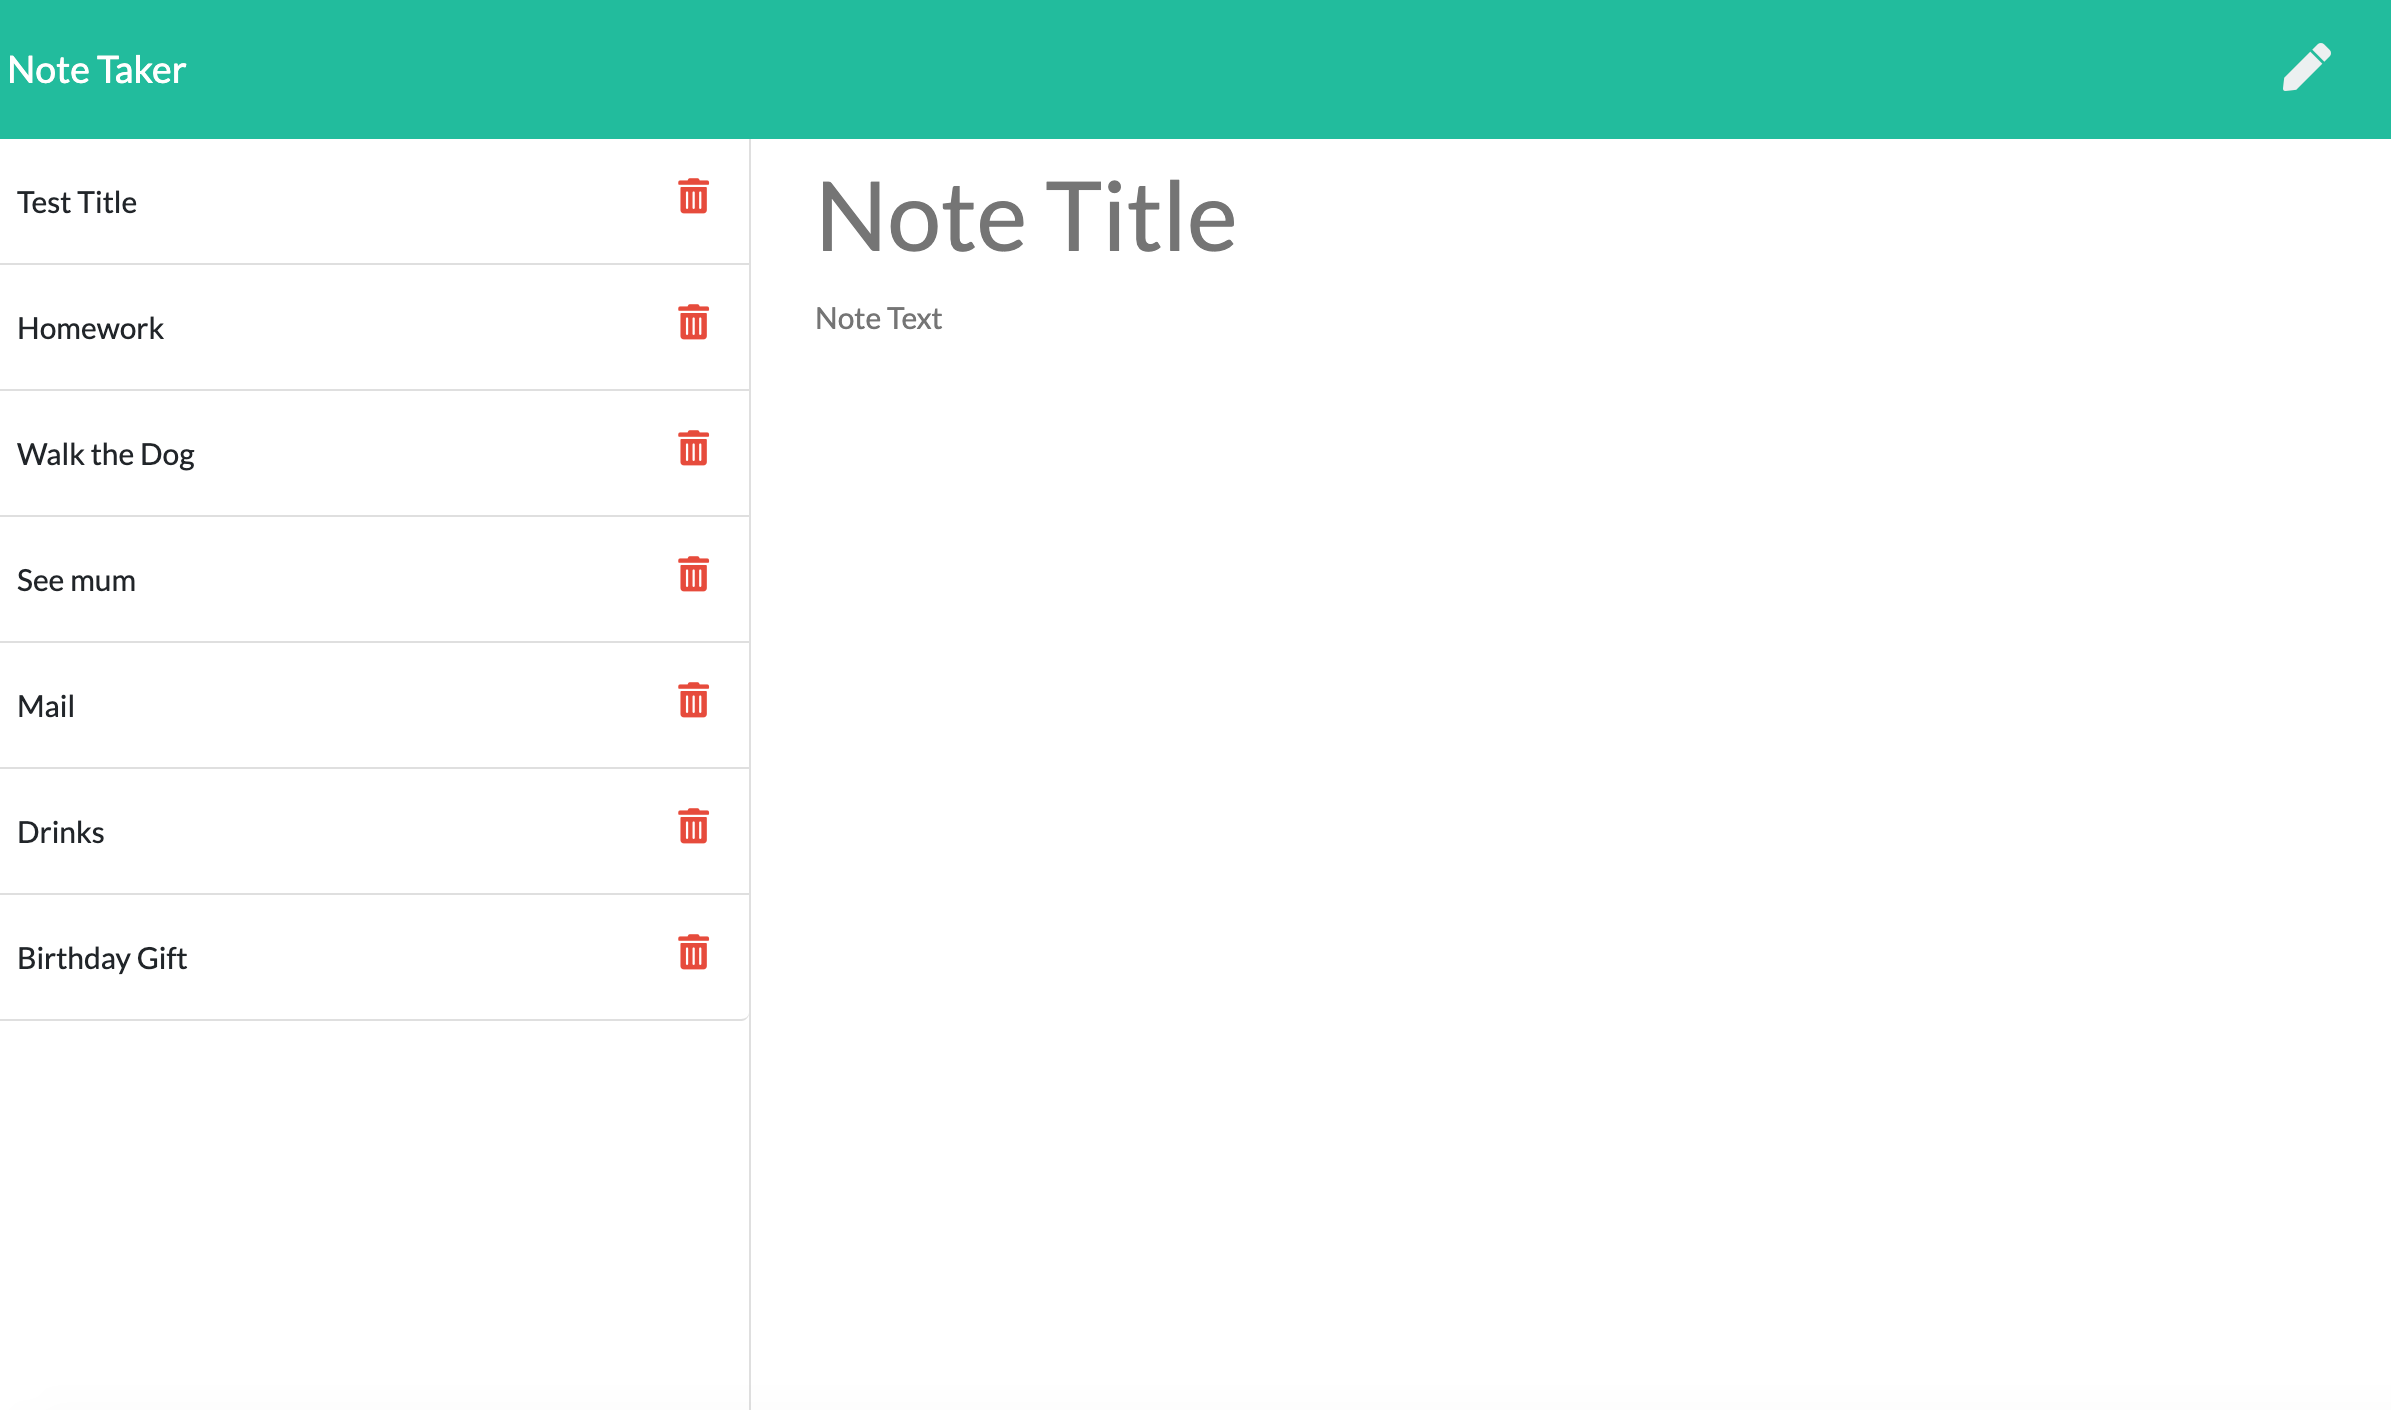 Note Taker
Test Title
Homework
Walk the Dog
See mum
Mail
Drinks
Birthday Gift
Note Title
Note Text